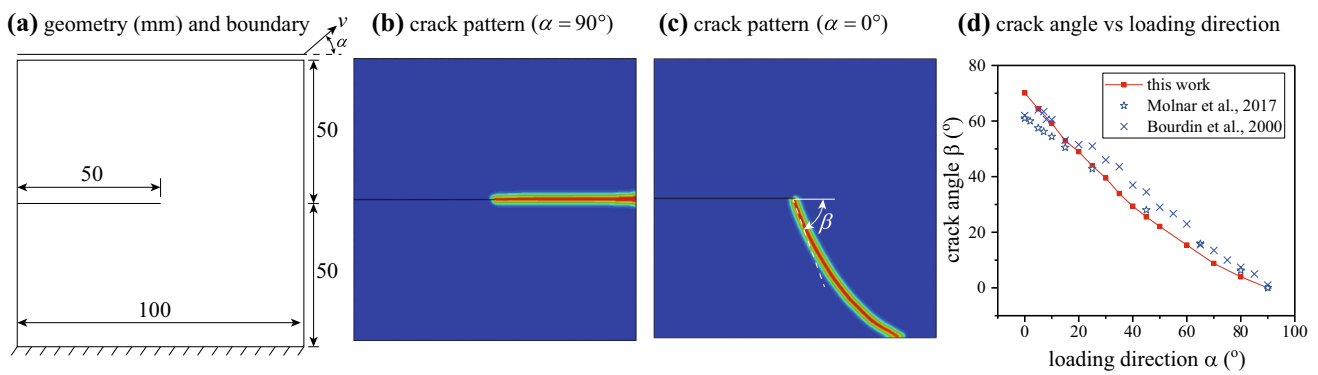 (a) geometry (mm) and boundary
v
α
50
50
50
100
(b) crack pattern (α = 90°)
(c) crack pattern (α = 0°)
β
(d) crack angle vs loading direction
this work
Molnar et al., 2017
Bourdin et al., 2000
80
60
40
20
0
crack angle β (°)
0 20 40 60 80 100
loading direction α (°)